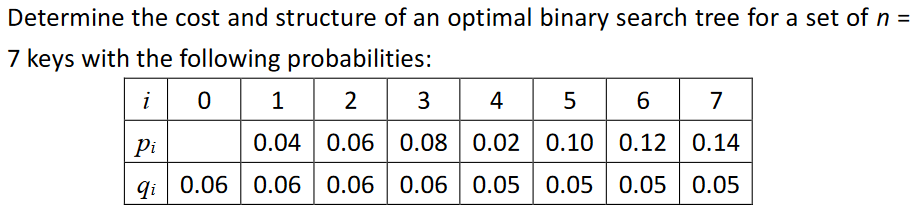 Determine the cost and structure of an optimal binary search tree for a set of n =
7 keys with the following probabilities:
i 0 1 2 3 4 5 6 7
pi 0.04 0.06 0.08 0.02 0.10 0.12 0.14
qi 0.06 0.06 0.06 0.06 0.05 0.05 0.05 0.05